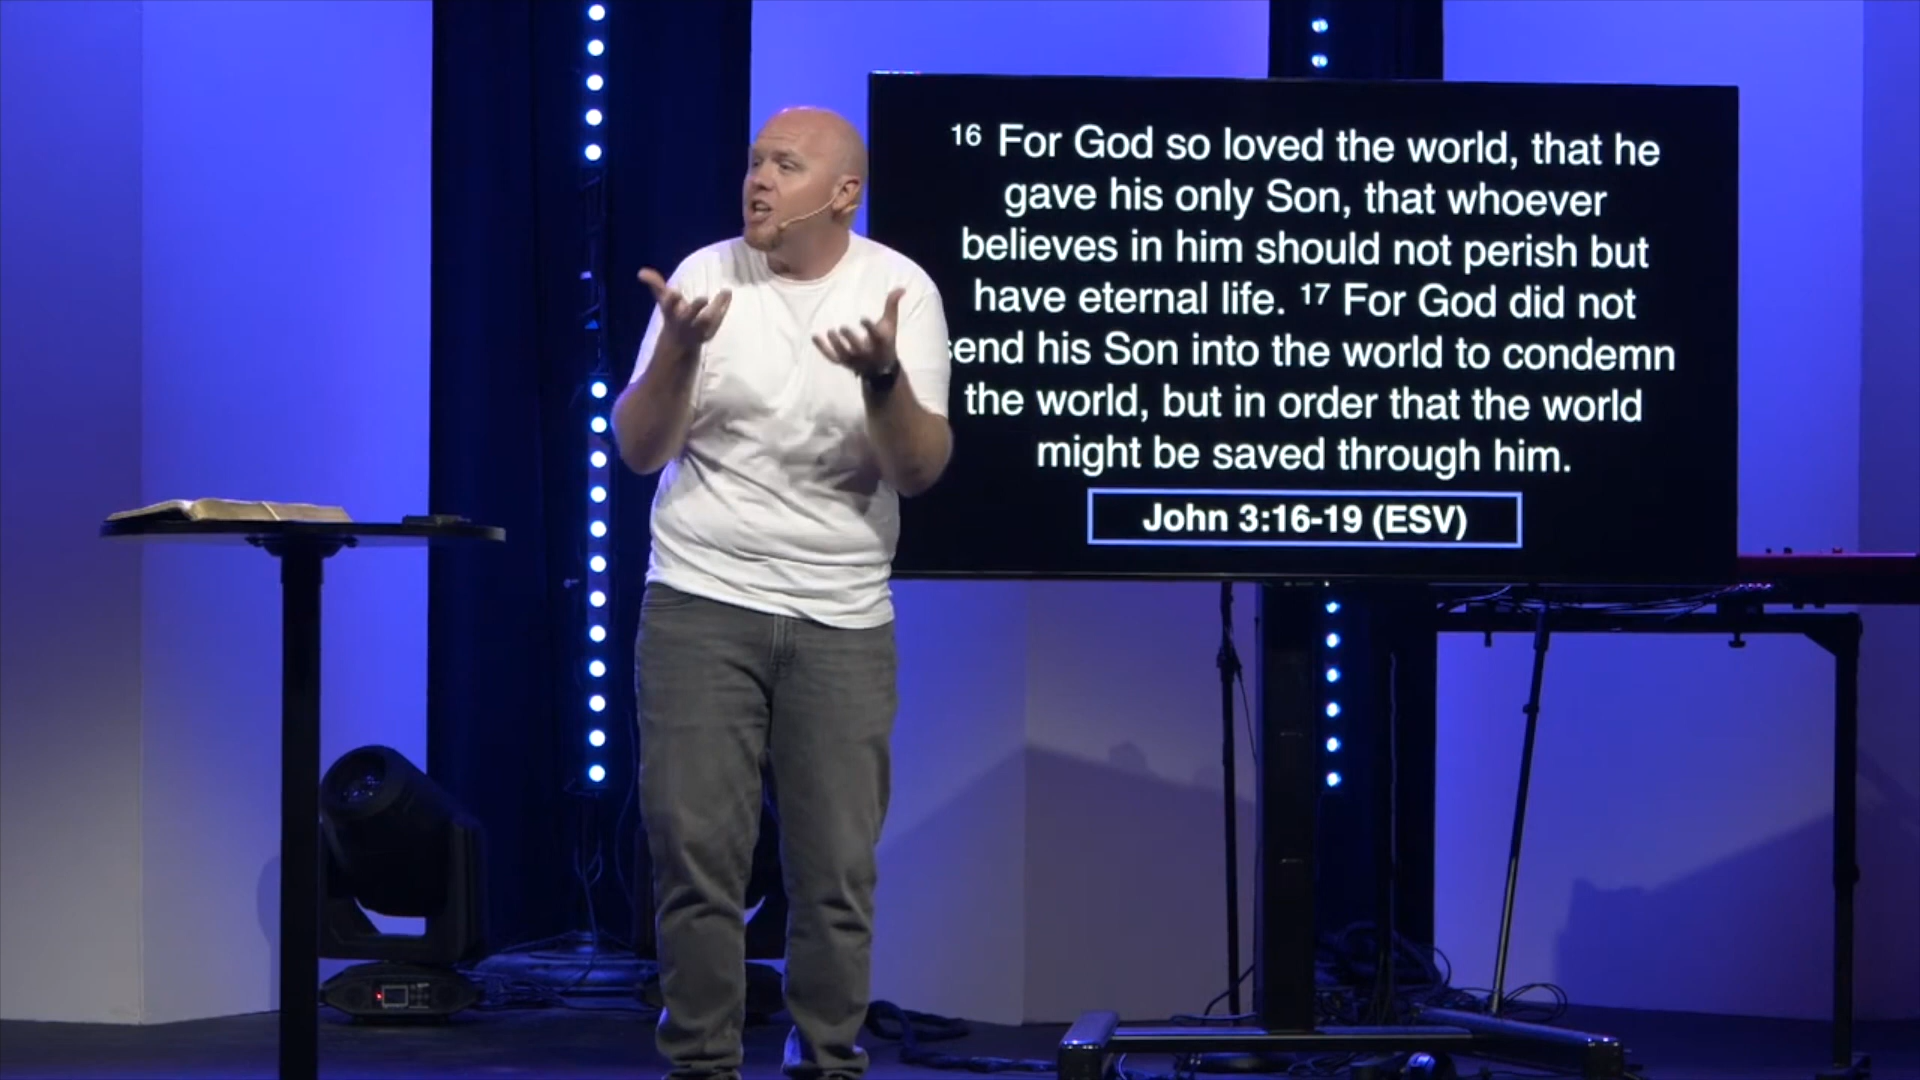 16 For God so loved the world, that he
gave his only Son, that whoever
believes in him should not perish but
have eternal life. 17 For God did not
send his Son into the world to condemn
the world, but in order that the world
might be saved through him.
John 3:16-19 (ESV)